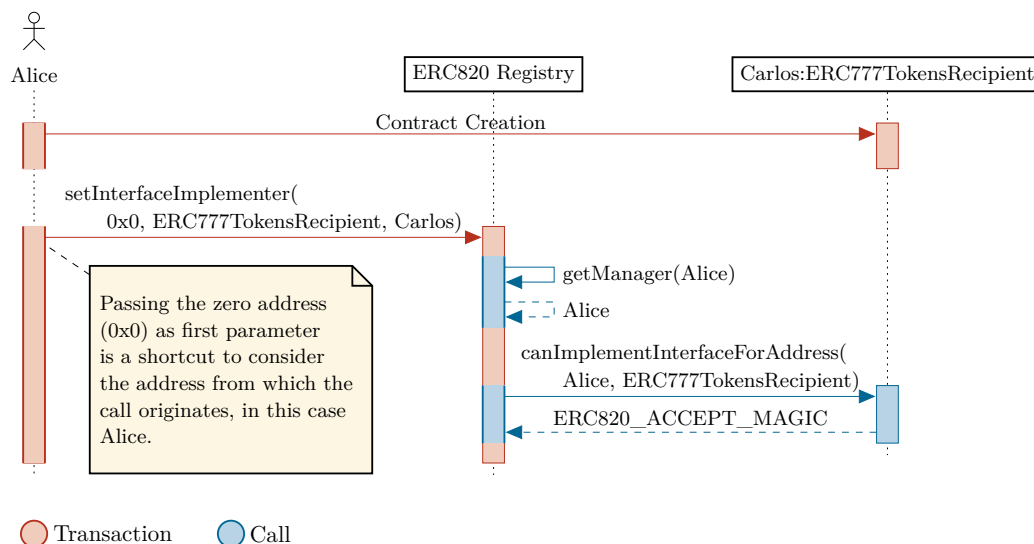 Alice
ERC820 Registry
Carlos:ERC777TokensRecipient
Contract Creation
setInterfaceImplementer(
0x0, ERC777TokensRecipient, Carlos)
getManager(Alice)
Alice
Passing the zero address
(0x0) as first parameter
is a shortcut to consider
the address from which the
call originates, in this case
Alice.
canImplementInterfaceForAddress(
Alice, ERC777TokensRecipient)
ERC820_ACCEPT_MAGIC
Transaction
Call